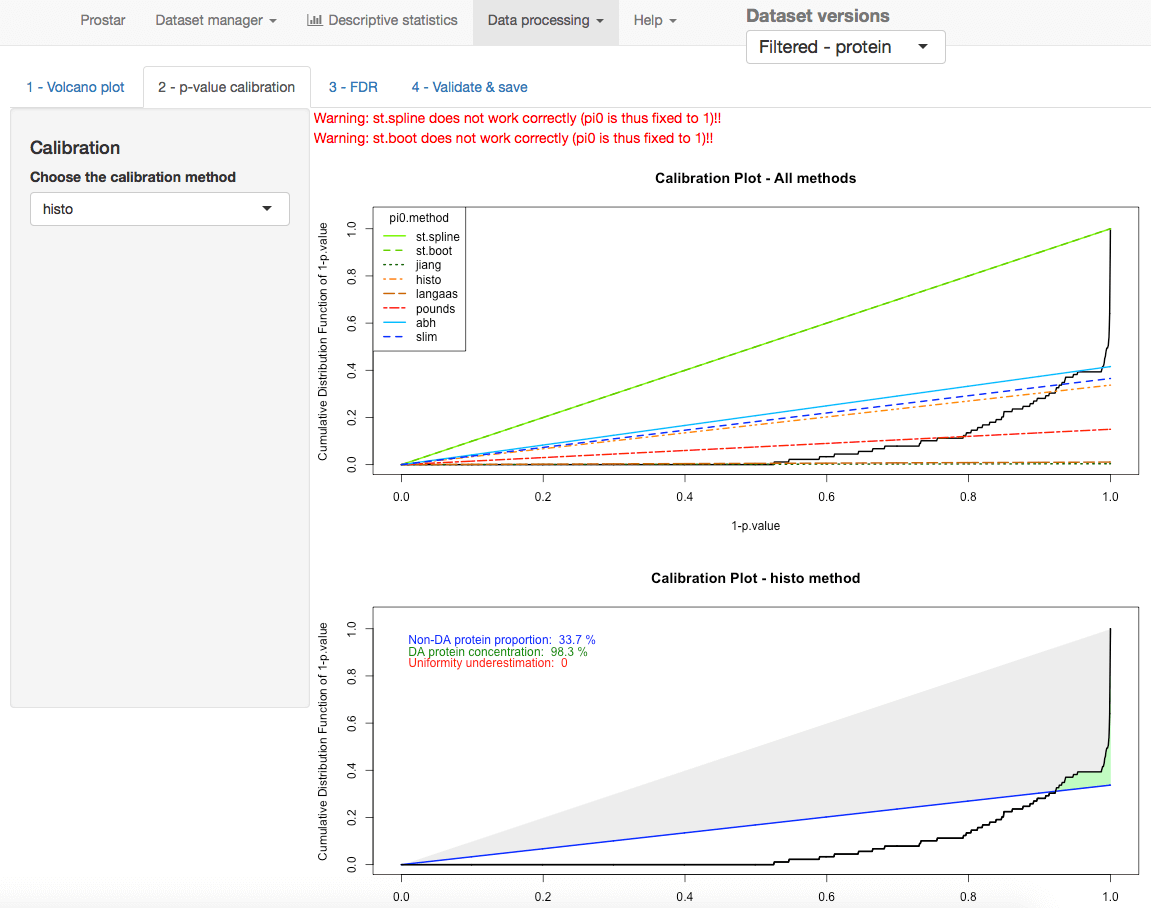 Prostar Dataset manager Descriptive statistics Data processing Help Dataset versions
Filtered - protein
1 - Volcano plot 2 - p-value calibration 3 - FDR 4 - Validate & save
Warning: st.spline does not work correctly (pi0 is thus fixed to 1)!!
Warning: st.boot does not work correctly (pi0 is thus fixed to 1)!!
Calibration
Choose the calibration method
histo
Calibration Plot - All methods
pi0.method
st.spline
st.boot
jiang
histo
langaas
pounds
abh
slim
Cumulative Distribution Function of 1-p.value
1.0
0.8
0.6
0.4
0.2
0.0
0.0 0.2 0.4 0.6 0.8 1.0
1-p.value
Calibration Plot - histo method
Non-DA protein proportion: 33.7 %
DA protein concentration: 98.3 %
Uniformity underestimation: 0
Cumulative Distribution Function of 1-p.value
1.0
0.8
0.6
0.4
0.2
0.0
0.0 0.2 0.4 0.6 0.8 1.0